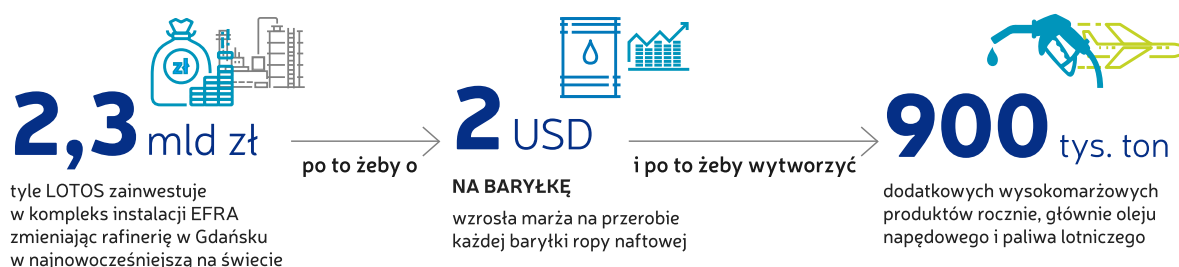 zł
2,3 mld zł
tyle LOTOS zainwestuje
w kompleks instalacji EFRA
zmieniając rafinerię w Gdańsku
w najnowocześniejszą na świecie
po to żeby o
2 USD
NA BARYŁKĘ
wzrosła marża na przerobie
każdej baryłki ropy naftowej
i po to żeby wytworzyć
900 tys. ton
dodatkowych wysokomarżowych
produktów rocznie, głównie oleju
napędowego i paliwa lotniczego